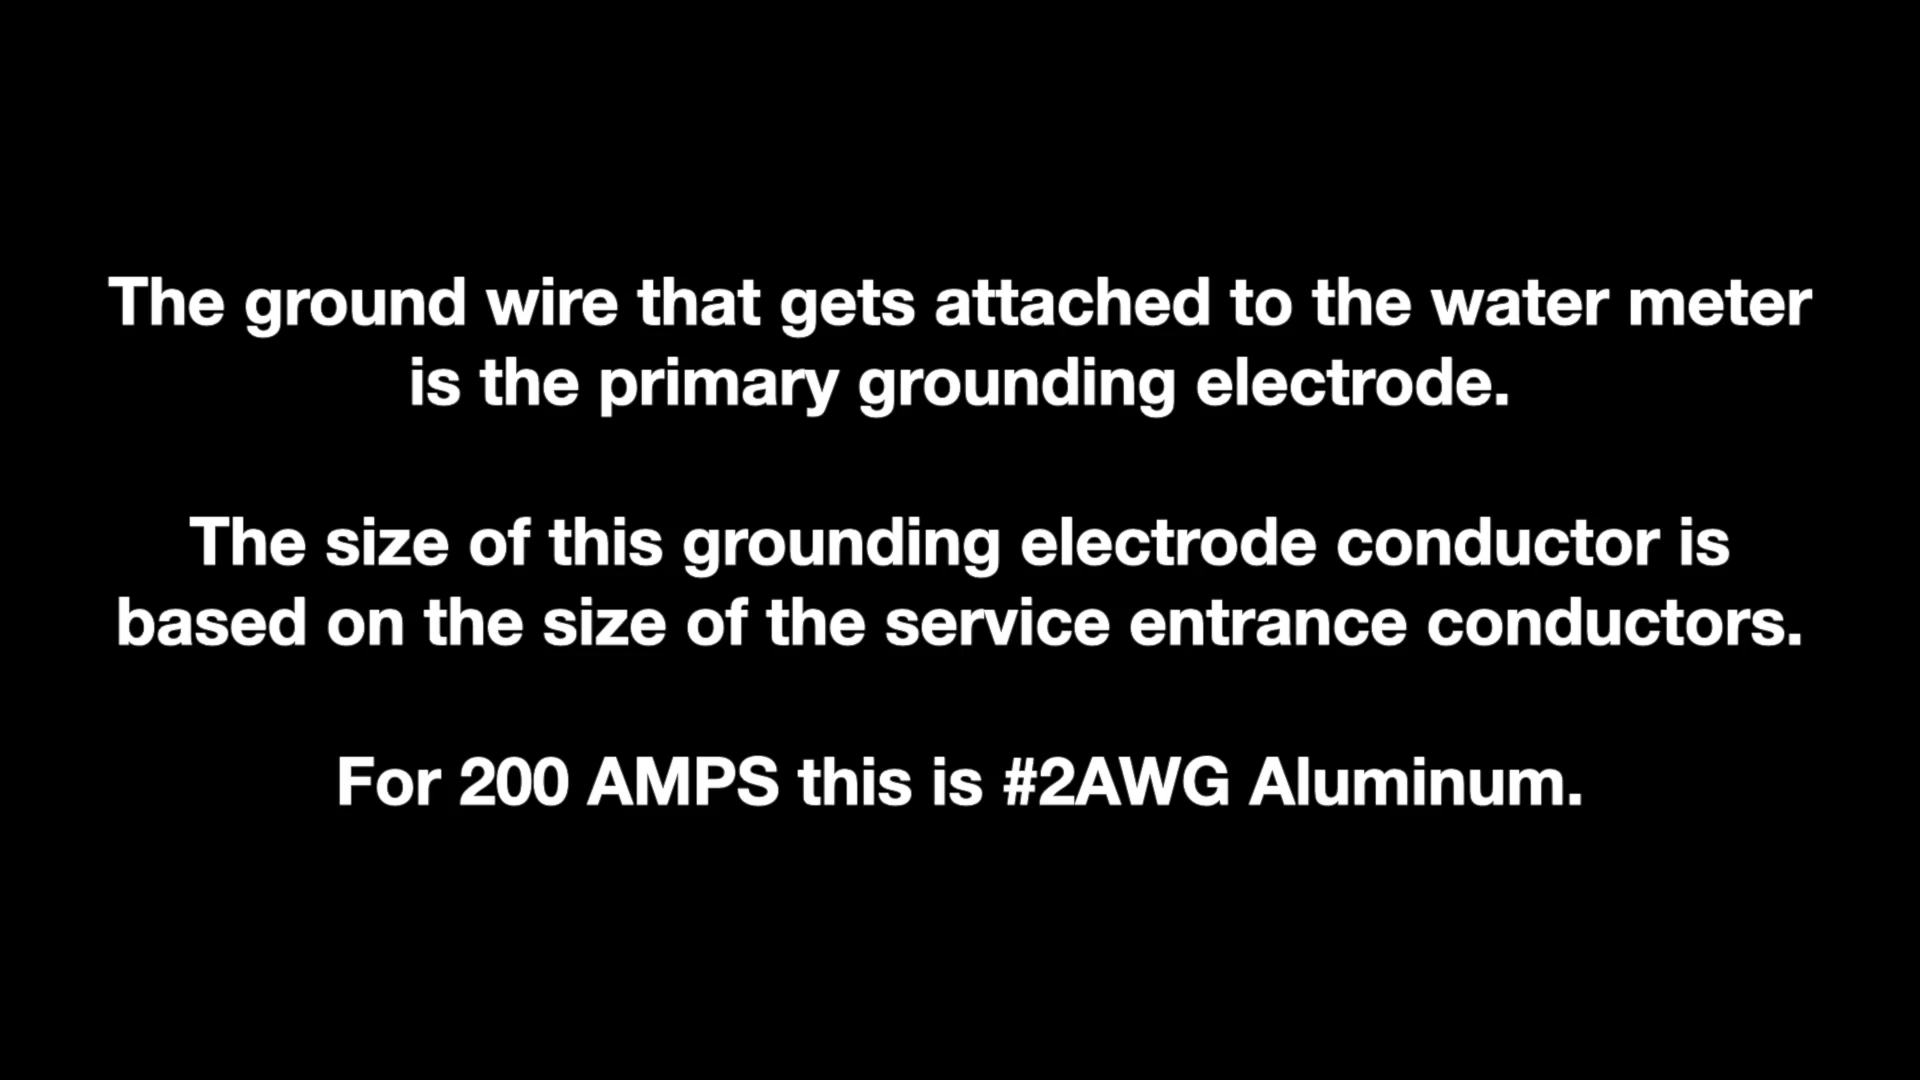 The ground wire that gets attached to the water meter
is the primary grounding electrode.
The size of this grounding electrode conductor is
based on the size of the service entrance conductors.
For 200 AMPS this is #2AWG Aluminum.